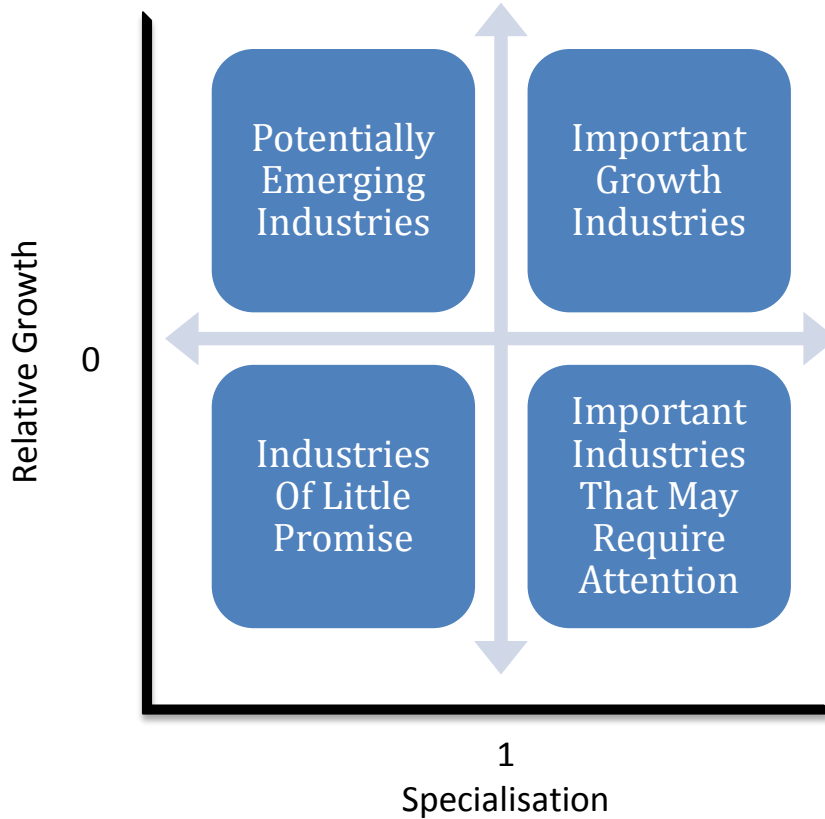 Potentially
Emerging
Industries
Important
Growth
Industries
Relative Growth
0
Industries
Of Little
Promise
Important
Industries
That May
Require
Attention
1
Specialisation